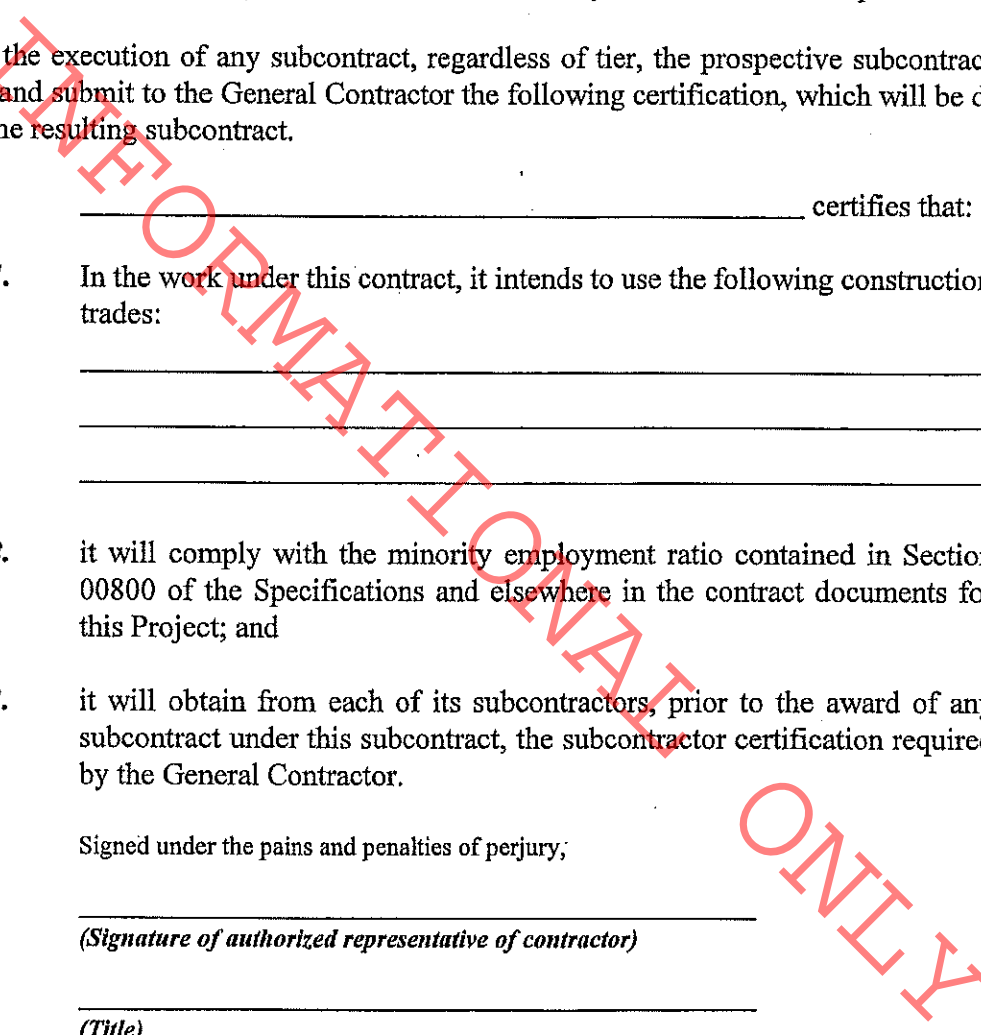 the execution of any subcontract, regardless of tier, the prospective subcontrac
and submit to the General Contractor the following certification, which will be
resulting subcontract.
certifies that:
In the work under this contract, it intends to use the following construction
trades:
it will comply with the minority employment ratio contained in Section
00800 of the Specifications and elsewhere in the contract documents fo
this Project; and
it will obtain from each of its subcontractors, prior to the award of any
subcontract under this subcontract, the subcontractor certification required
by the General Contractor.
Signed under the pains and penalties of perjury,
(Signature of authorized representative of contractor)
(Title)
INFORMATIONAL ONLY